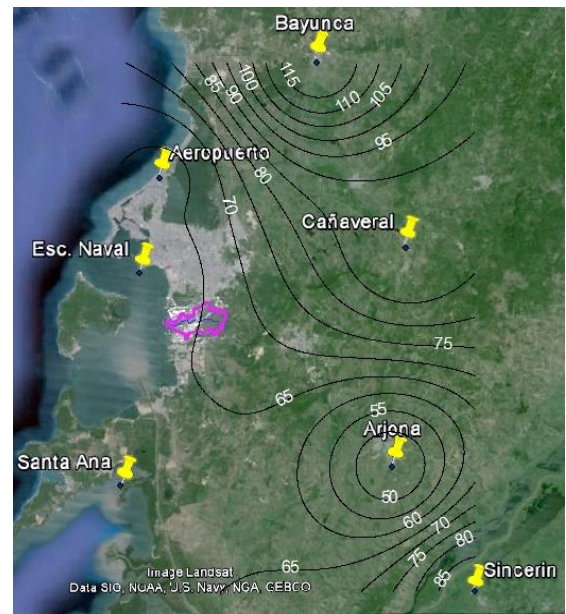 Bayunca
115
100
85
90
110
105
95
Aeropuerto
80
70
Cañaveral
Esc. Naval
75
65
55
Arjona
Santa Ana
50
60
70
75
80
85
65
Sincerin
Image Landsat
Data SIO, NOAA, U.S. Navy, NGA, GEBCO